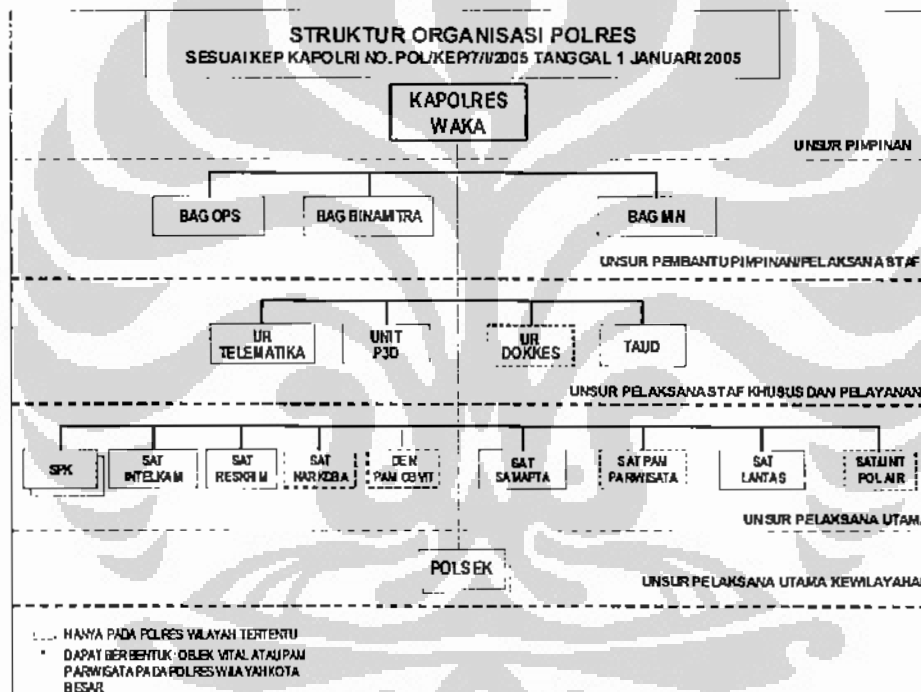 STRUKTUR ORGANISASI POLRES
SESUAI KEP KAPOLRI NO. POL/KEP/7/I/2005 TANGGAL 1 JANUARI 2005
KAPOLRES
WAKA
UNSUR PIMPINAN
BAG OPS
BAG BINAMITRA
BAG MIN
UNSUR PEMBANTU PIMPINAN/PELAKSANA STAF
UR
TELEMATIKA
UNIT
P3D
UR
DOKKES
TAUD
UNSUR PELAKSANA STAF KHUSUS DAN PELAYANAN
SPK
SAT
INTELKAM
SAT
RESKRIM
SAT
NARKOBA
DEN
PAM OBVIT
SAT
SAMAPTA
SAT PAM
PARWISATA
SAT
LANTAS
SAT/UNIT
POL AIR
UNSUR PELAKSANA UTAMA
POLSEK
UNSUR PELAKSANA UTAMA KEWILAYAHAN
HANYA PADA POLRES WILAYAH TERTENTU
* DAPAT BERBENTUK OBJEK VITAL ATAU PAM
PARWISATA PADA POLRES WILAYAH KOTA
BESAR